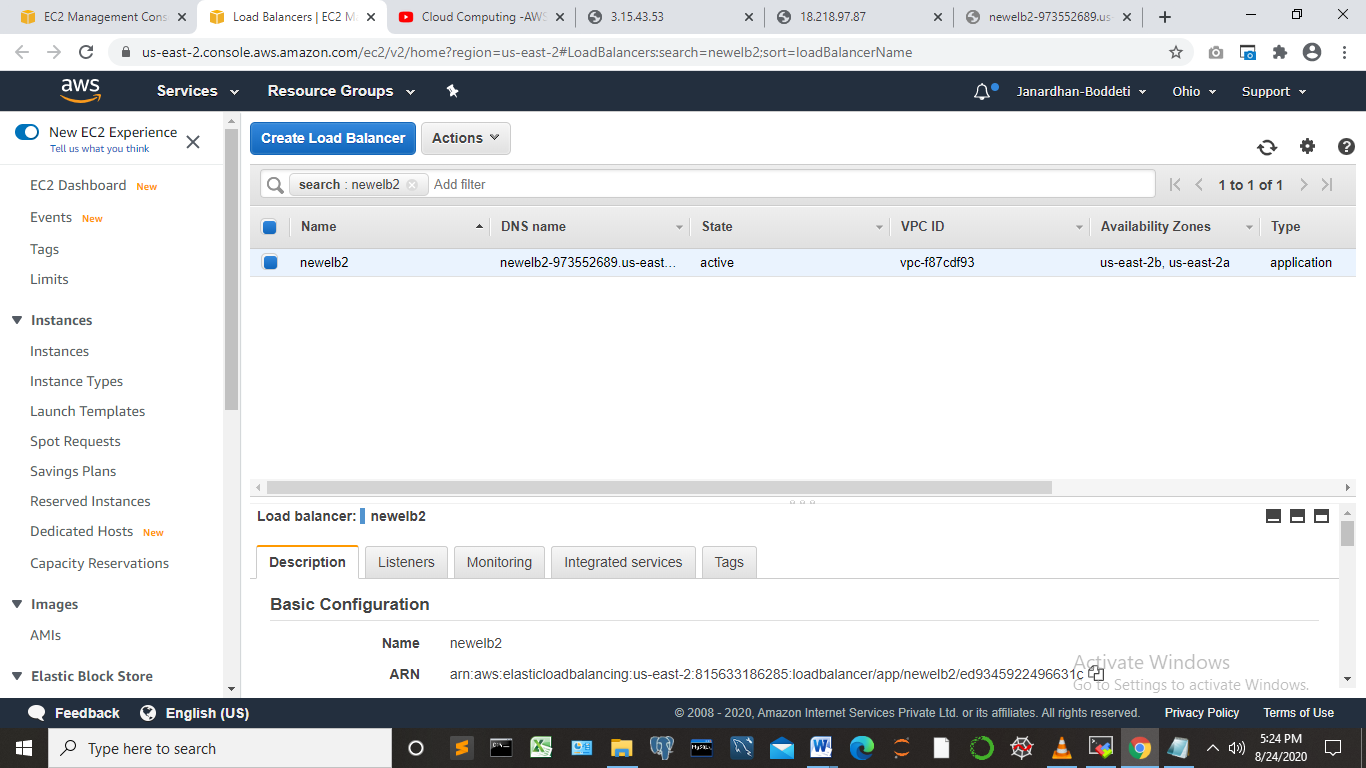 EC2 Management Cons
Load Balancers | EC2 M
Cloud Computing -AWS
3.15.43.53
18.218.97.87
newelb2-973552689.us-
us-east-2.console.aws.amazon.com/ec2/v2/home?region=us-east-2#LoadBalancers:search=newelb2;sort=loadBalancerName
aws
Services
Resource Groups
Janardhan-Boddeti
Ohio
Support
New EC2 Experience
Tell us what you think
EC2 Dashboard New
Events New
Tags
Limits
Instances
Instances
Instance Types
Launch Templates
Spot Requests
Savings Plans
Reserved Instances
Dedicated Hosts New
Capacity Reservations
Images
AMIs
Elastic Block Store
Create Load Balancer
Actions
search : newelb2
Add filter
1 to 1 of 1
Name DNS name State VPC ID Availability Zones Type
newelb2 newelb2-973552689.us-east... active vpc-f87cdf93 us-east-2b, us-east-2a application
Load balancer: newelb2
Description Listeners Monitoring Integrated services Tags
Basic Configuration
Name newelb2
ARN arn:aws:elasticloadbalancing:us-east-2:815633186285:loadbalancer/app/newelb2/ed9345922496631c
Activate Windows
Go to Settings to activate Windows.
Feedback
English (US)
© 2008 - 2020, Amazon Internet Services Private Ltd. or its affiliates. All rights reserved.
Privacy Policy
Terms of Use
Type here to search
5:24 PM
8/24/2020